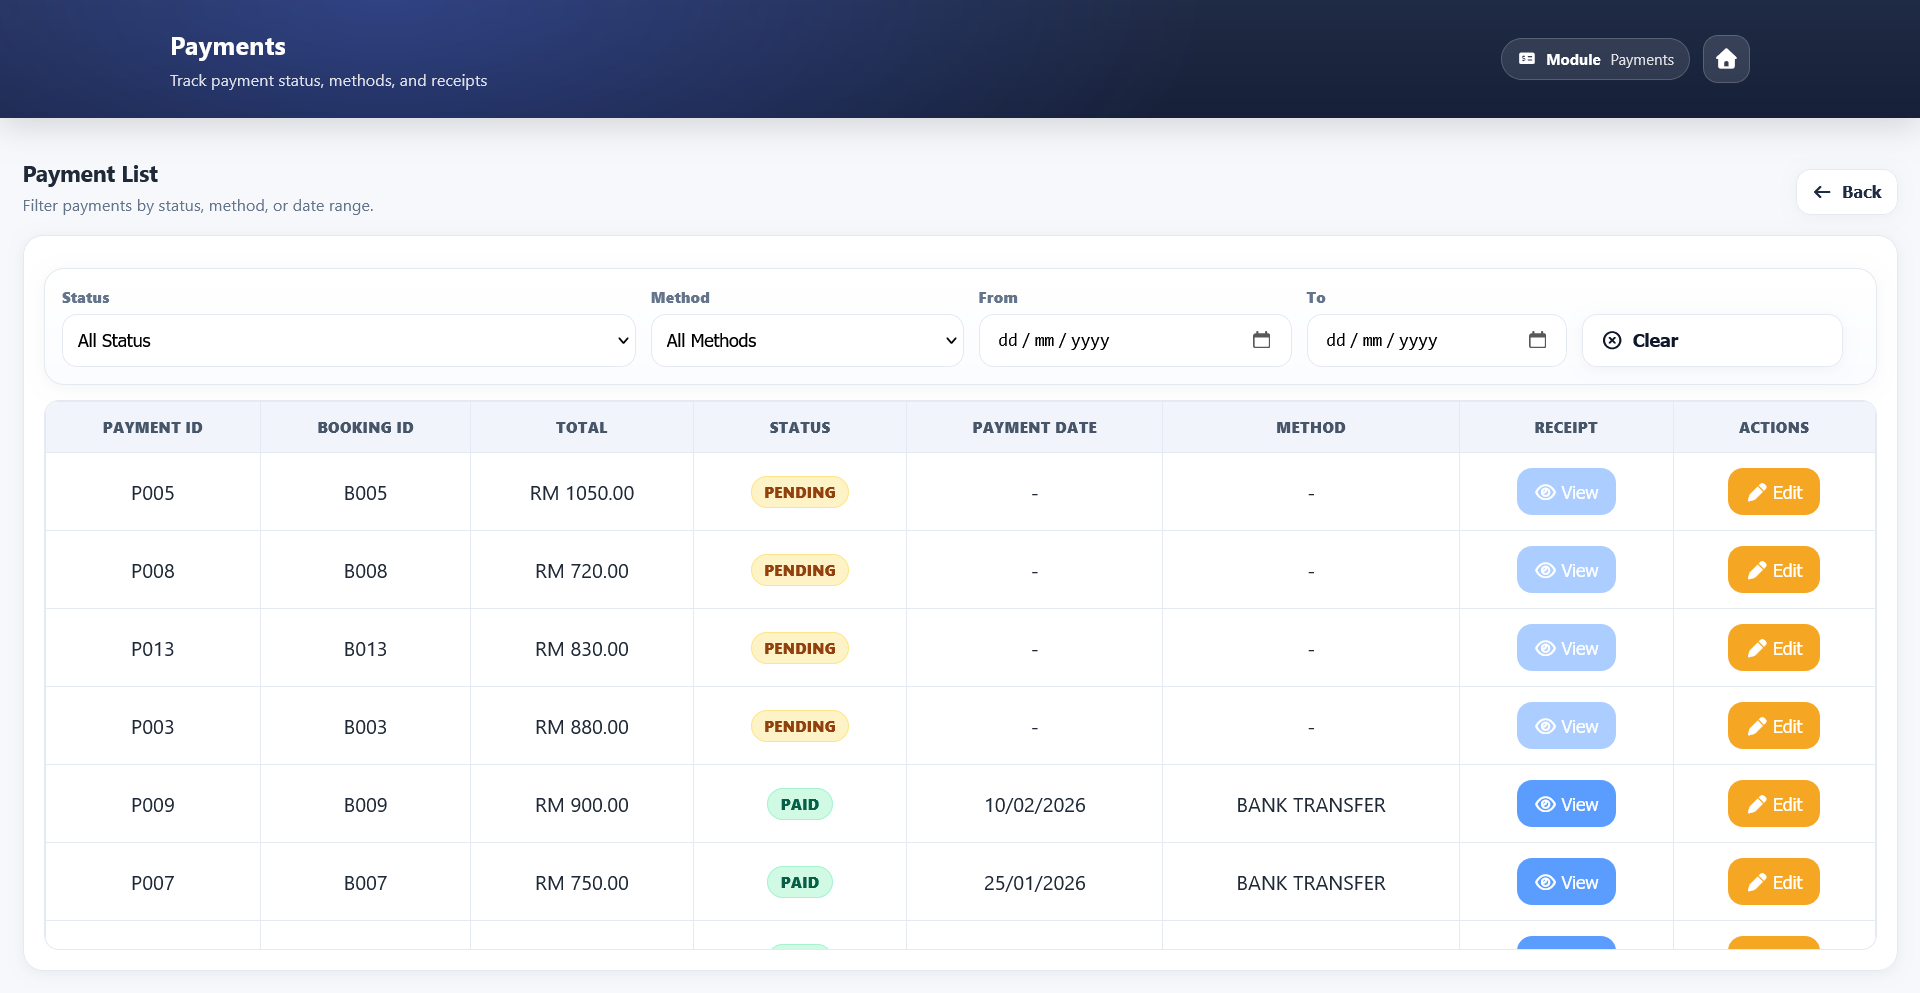 Payments
Track payment status, methods, and receipts
Module Payments
Payment List
Filter payments by status, method, or date range.
Back
Status Method From To
All Status All Methods dd/mm/yyyy dd/mm/yyyy Clear
PAYMENT ID BOOKING ID TOTAL STATUS PAYMENT DATE METHOD RECEIPT ACTIONS
P005 B005 RM 1050.00 PENDING - - View Edit
P008 B008 RM 720.00 PENDING - - View Edit
P013 B013 RM 830.00 PENDING - - View Edit
P003 B003 RM 880.00 PENDING - - View Edit
P009 B009 RM 900.00 PAID 10/02/2026 BANK TRANSFER View Edit
P007 B007 RM 750.00 PAID 25/01/2026 BANK TRANSFER View Edit